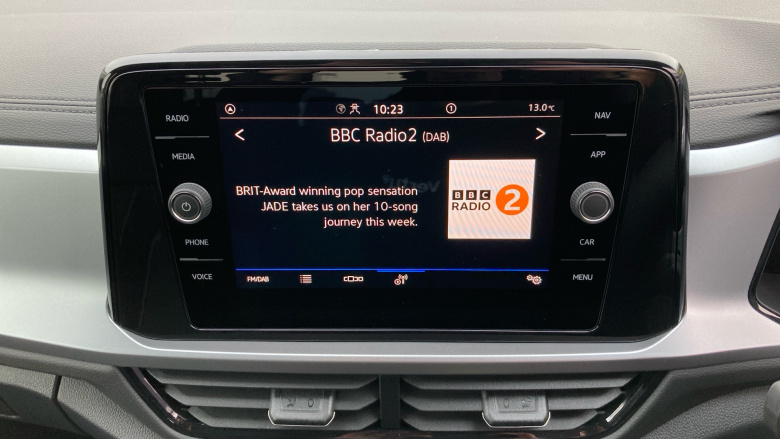 RADIO
MEDIA
PHONE
VOICE
10:23
1
13.0°C
< BBC Radio2 (DAB) >
BRIT-Award winning pop sensation
JADE takes us on her 10-song
journey this week.
BBC
RADIO 2
FM/DAB
NAV
APP
CAR
MENU